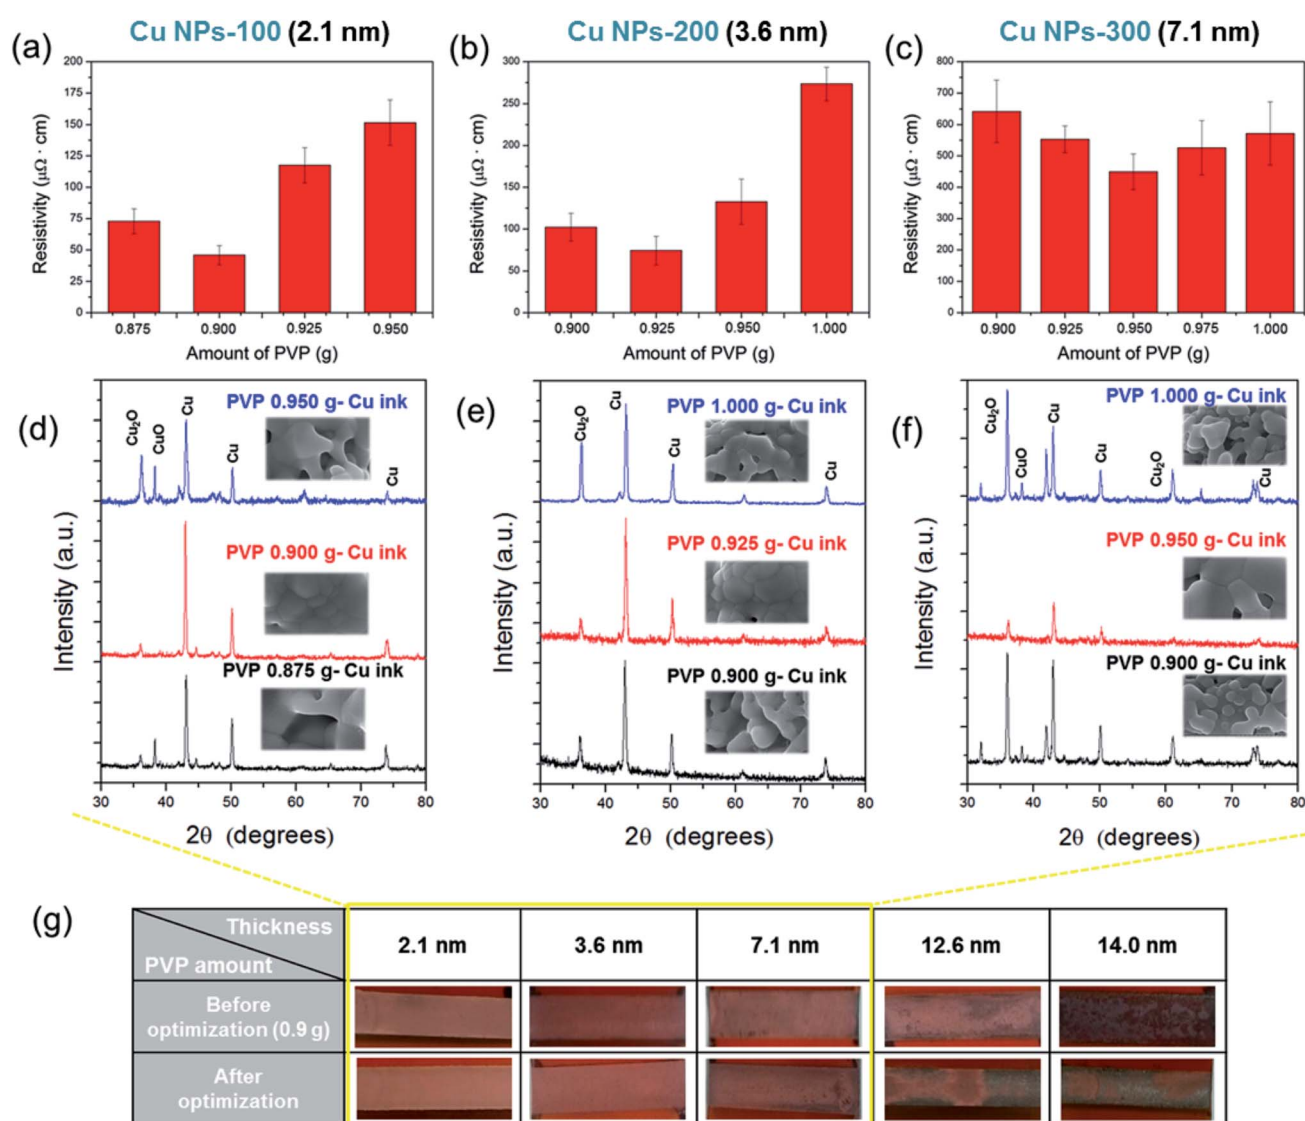 Cu NPs-100 (2.1 nm)
Cu NPs-200 (3.6 nm)
Cu NPs-300 (7.1 nm)
(a)
Resistivity (μΩ · cm)
200
175
150
125
100
75
50
25
0
0.875 0.900 0.925 0.950
Amount of PVP (g)
(b)
Resistivity (μΩ · cm)
300
250
200
150
100
50
0
0.900 0.925 0.950 1.000
Amount of PVP (g)
(c)
Resistivity (μΩ · cm)
800
700
600
500
400
300
200
100
0
0.900 0.925 0.950 0.975 1.000
Amount of PVP (g)
(d)
Intensity (a.u.)
PVP 0.950 g- Cu ink
Cu₂O
CuO
Cu
Cu
Cu
PVP 0.900 g- Cu ink
PVP 0.875 g- Cu ink
30 40 50 60 70 80
2θ (degrees)
(e)
Intensity (a.u.)
PVP 1.000 g- Cu ink
Cu₂O
Cu
Cu
Cu
PVP 0.925 g- Cu ink
PVP 0.900 g- Cu ink
30 40 50 60 70 80
2θ (degrees)
(f)
Intensity (a.u.)
PVP 1.000 g- Cu ink
Cu₂O
CuO
Cu
Cu
Cu₂O
Cu
PVP 0.950 g- Cu ink
PVP 0.900 g- Cu ink
30 40 50 60 70 80
2θ (degrees)
(g)
Thickness
PVP amount
2.1 nm 3.6 nm 7.1 nm 12.6 nm 14.0 nm
Before
optimization (0.9 g)
After
optimization